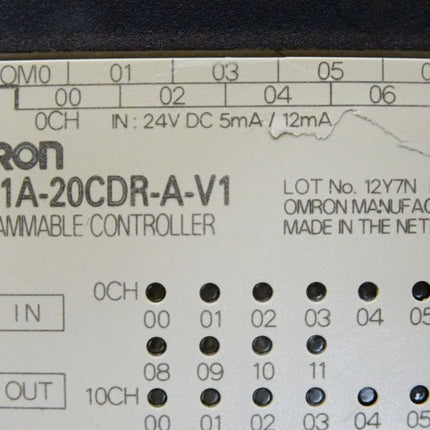 OM0 01 03 05 0
00 02 04 06
0CH IN: 24V DC 5mA / 12mA
RON
1A-20CDR-A-V1
LOT No. 12Y7N
AMMABLE CONTROLLER
OMRON MANUFAC
MADE IN THE NET
0CH
IN
00 01 02 03 04 05
08 09 10 11
OUT
10CH
00 01 02 03 04 05